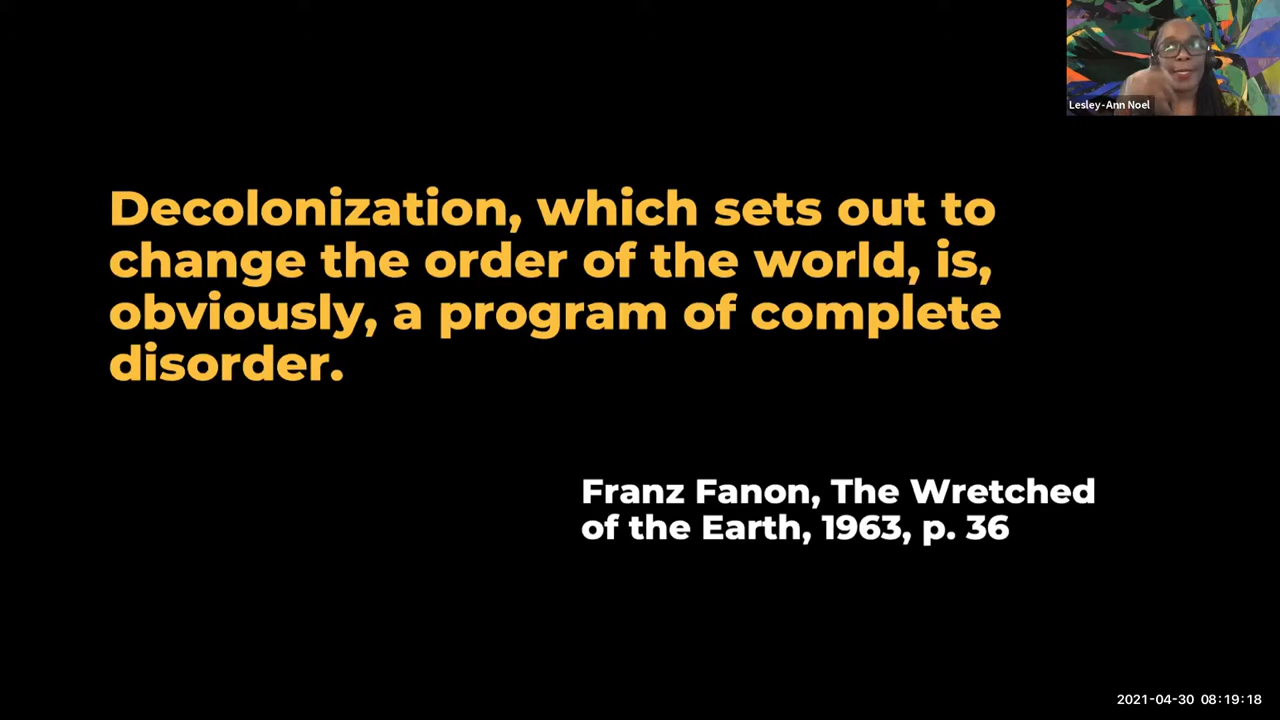 Lesley-Ann Noel
Decolonization, which sets out to
change the order of the world, is,
obviously, a program of complete
disorder.
Franz Fanon, The Wretched
of the Earth, 1963, p. 36
2021-04-30 08:19:18